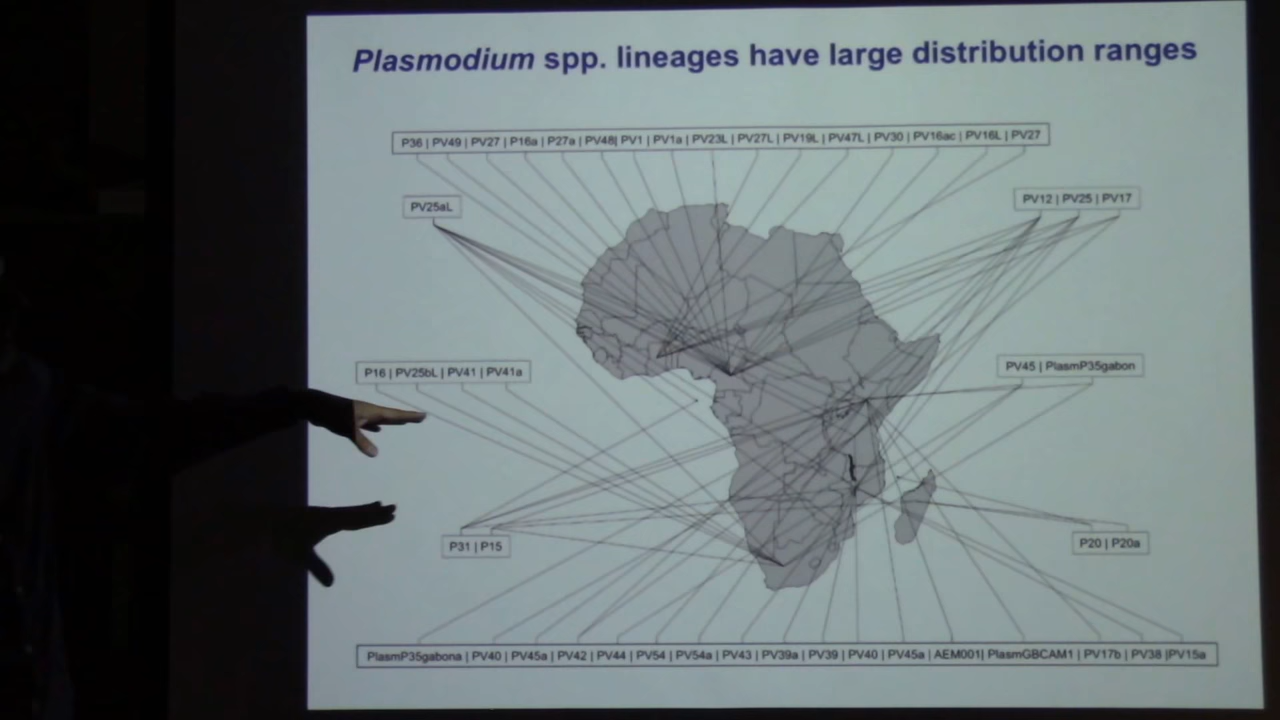 Plasmodium spp. lineages have large distribution ranges
P36 | PV49 | PV27 | P16a | P27a | PV48| PV1 | PV1a | PV23L | PV27L | PV19L | PV47L | PV30 | PV16ac | PV16L | PV27
PV25aL
PV12 | PV25 | PV17
P16 | PV25bL | PV41 | PV41a
PV45 | PlasmP35gabon
P31 | P15
P20 | P20a
PlasmP35gabona | PV40 | PV45a | PV42 | PV44 | PV54 | PV54a | PV43 | PV39a | PV39 | PV40 | PV45a | AEM001| PlasmGBCAM1 | PV17b | PV38 |PV15a